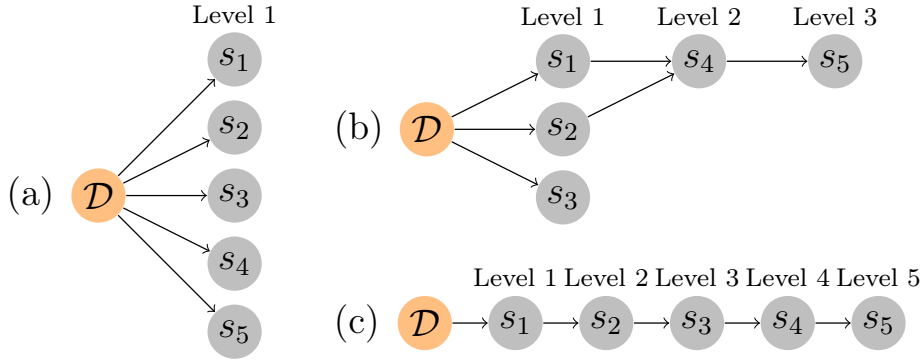 (a)
𝒟
Level 1
s₁
s₂
s₃
s₄
s₅
(b)
𝒟
Level 1 Level 2 Level 3
s₁ s₄ s₅
s₂
s₃
(c)
Level 1 Level 2 Level 3 Level 4 Level 5
𝒟 s₁ s₂ s₃ s₄ s₅